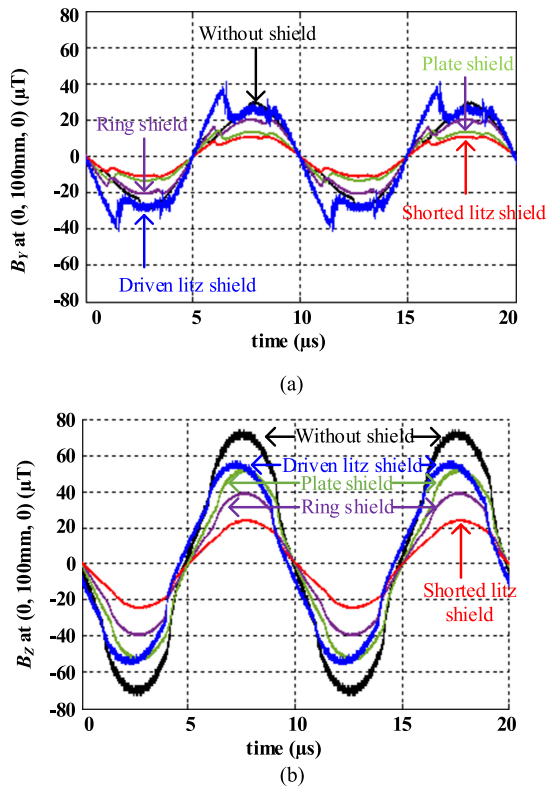 80
60
40
20
0
-20
-40
-60
-80
B_Y at (0, 100mm, 0) (μT)
Without shield
Plate shield
Ring shield
Shorted litz shield
Driven litz shield
0 5 10 15 20
time (μs)
(a)
80
60
40
20
0
-20
-40
-60
-80
B_Z at (0, 100mm, 0) (μT)
Without shield
Driven litz shield
Plate shield
Ring shield
Shorted litz
shield
0 5 10 15 20
time (μs)
(b)